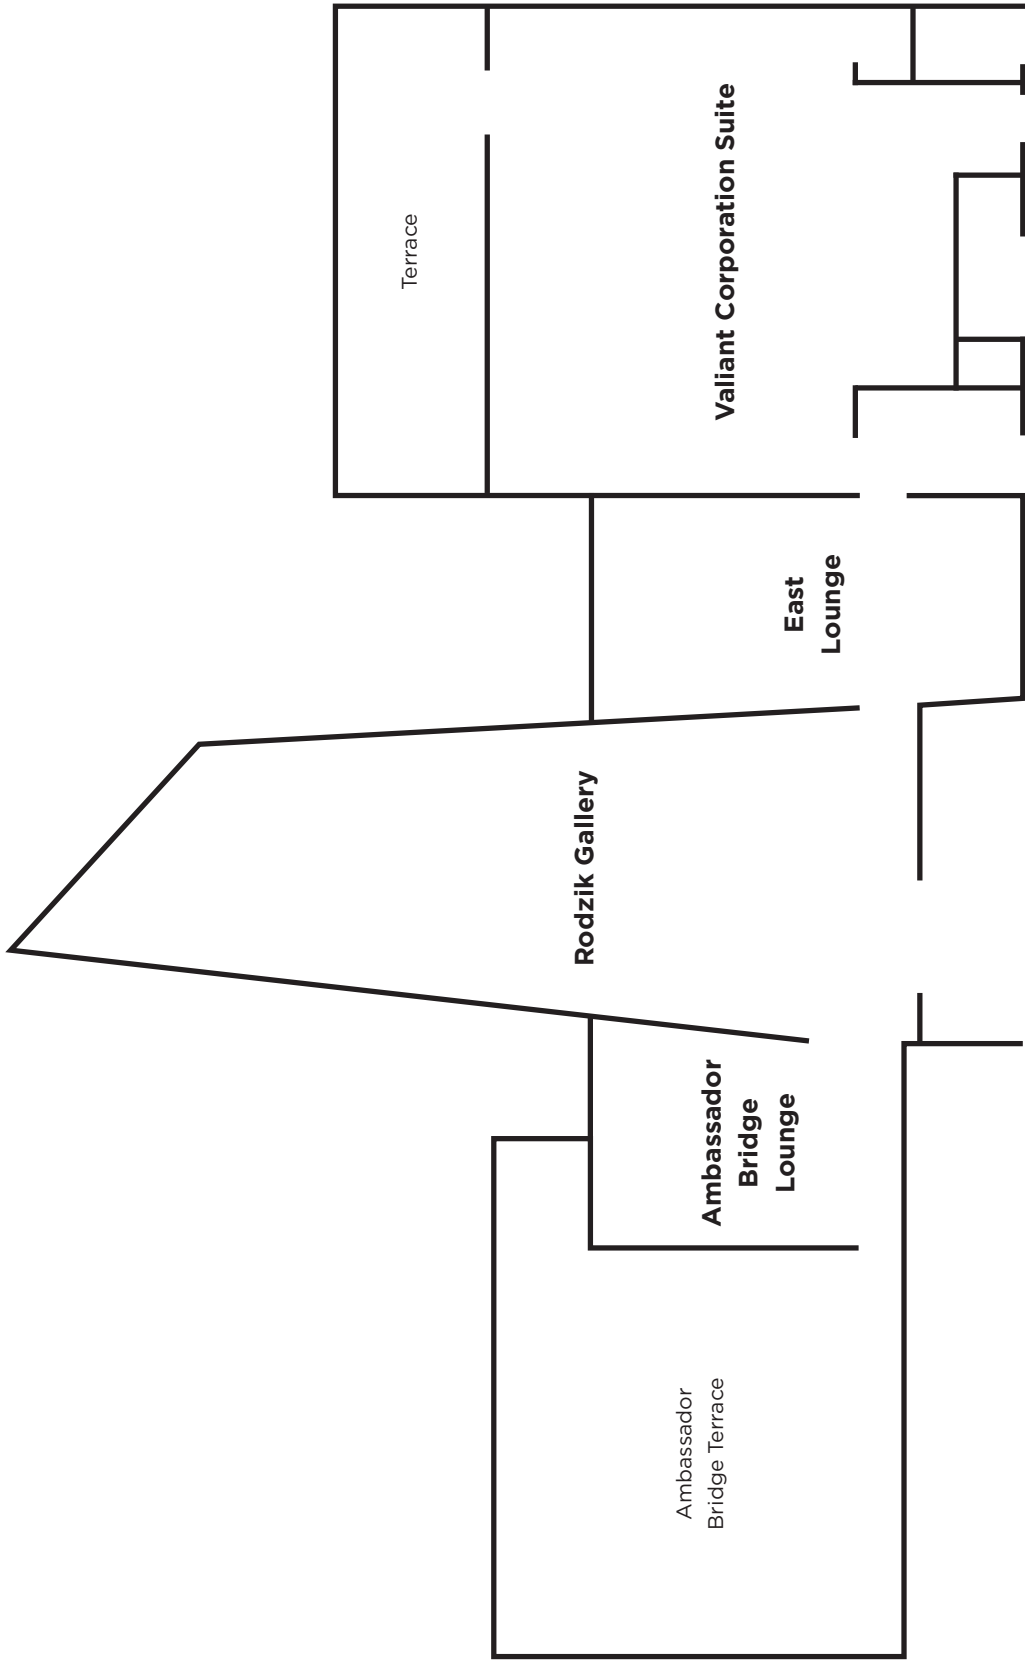 Ambassador
Bridge Terrace
Ambassador
Bridge
Lounge
Rodzik Gallery
East
Lounge
Terrace
Valiant Corporation Suite